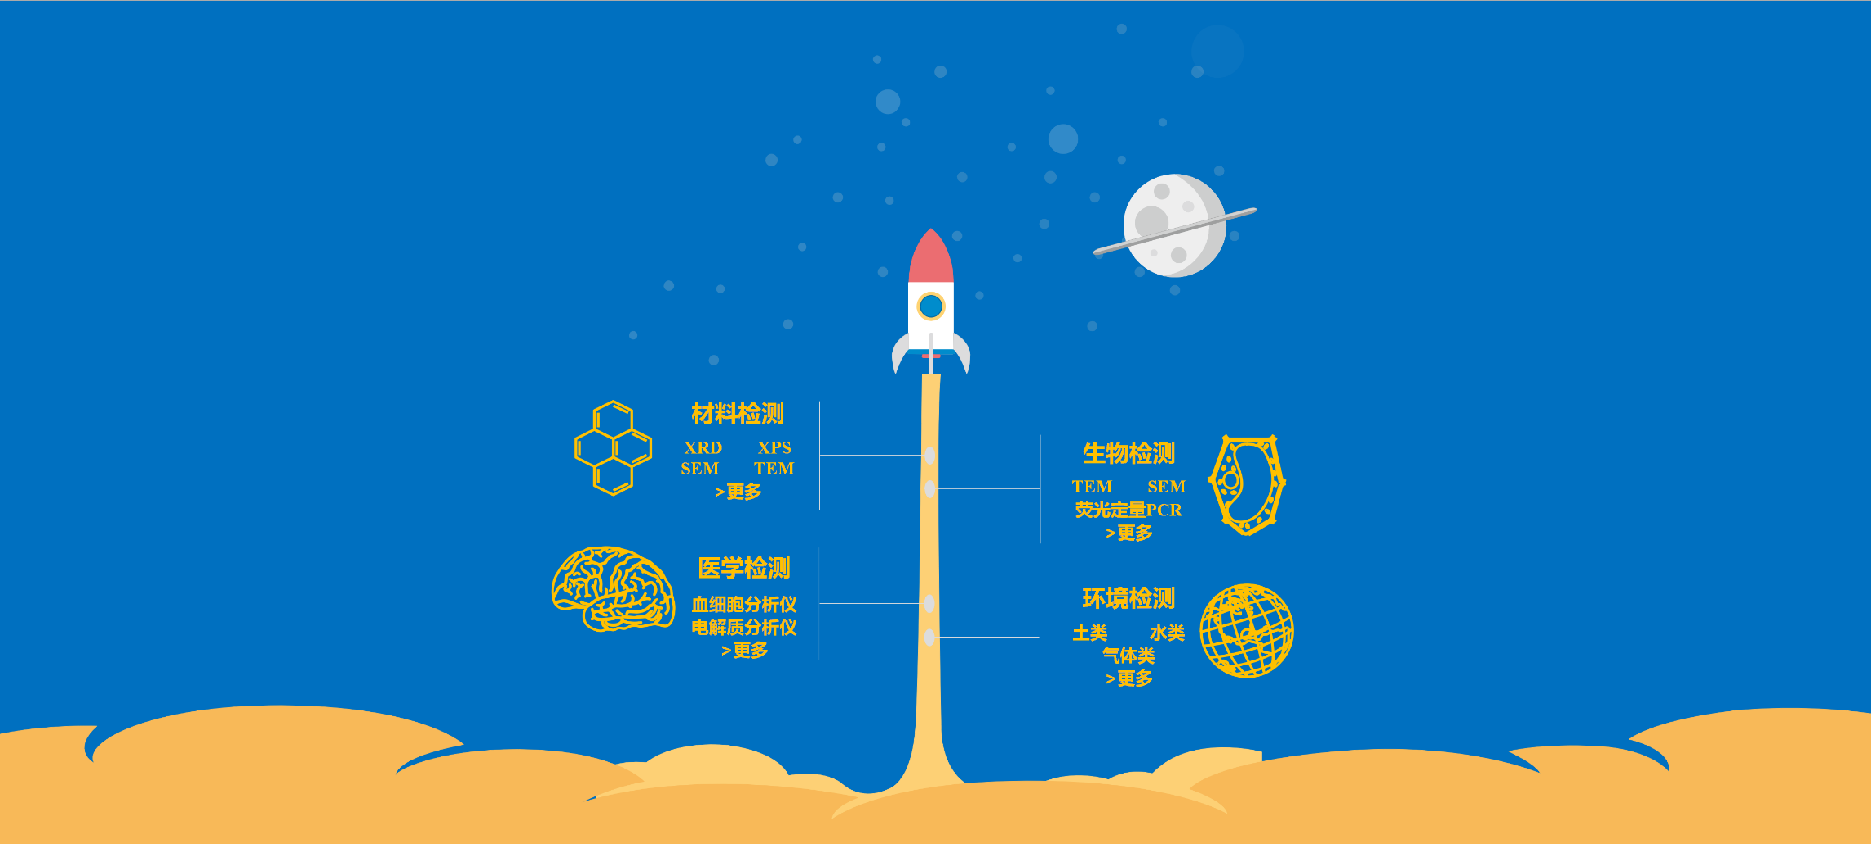 材料检测
XRD XPS
SEM TEM
>更多
生物检测
TEM SEM
荧光定量PCR
>更多
医学检测
血细胞分析仪
电解质分析仪
>更多
环境检测
土类 水类
气体类
>更多